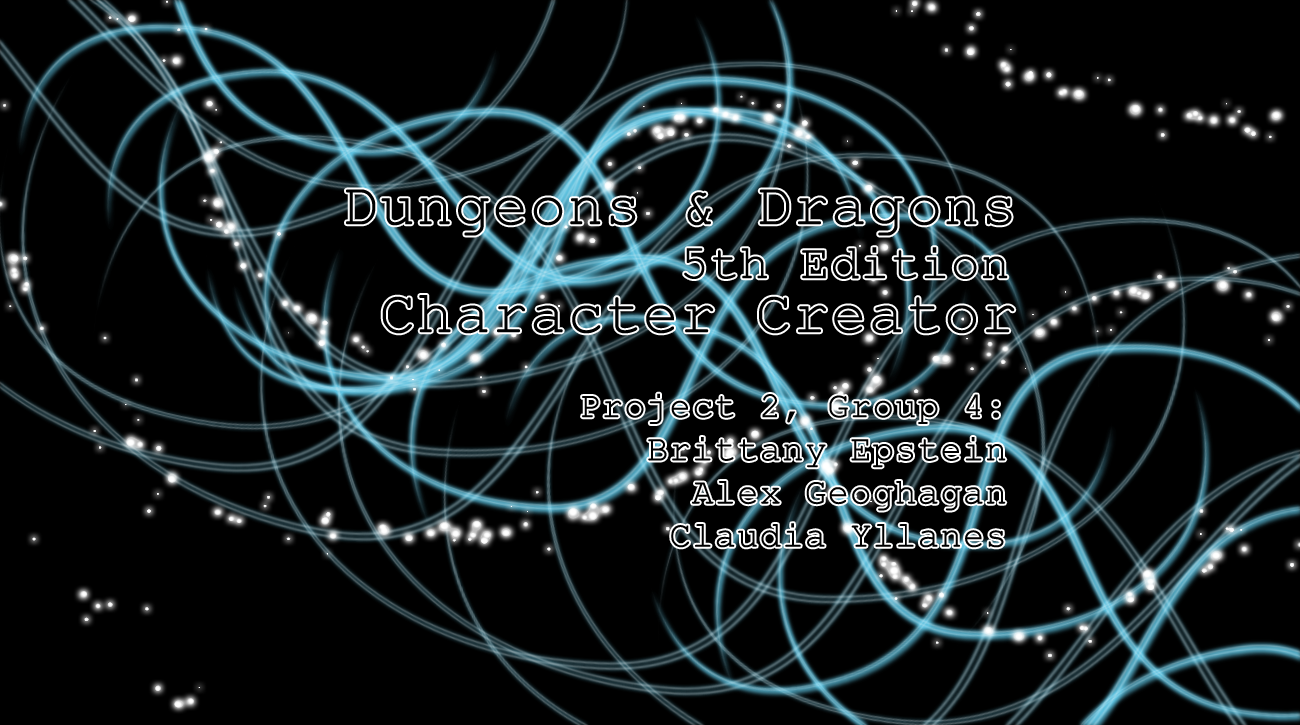 Dungeons & Dragons
5th Edition
Character Creator
Project 2, Group 4:
Brittany Epstein
Alex Geoghagan
Claudia Yllanes